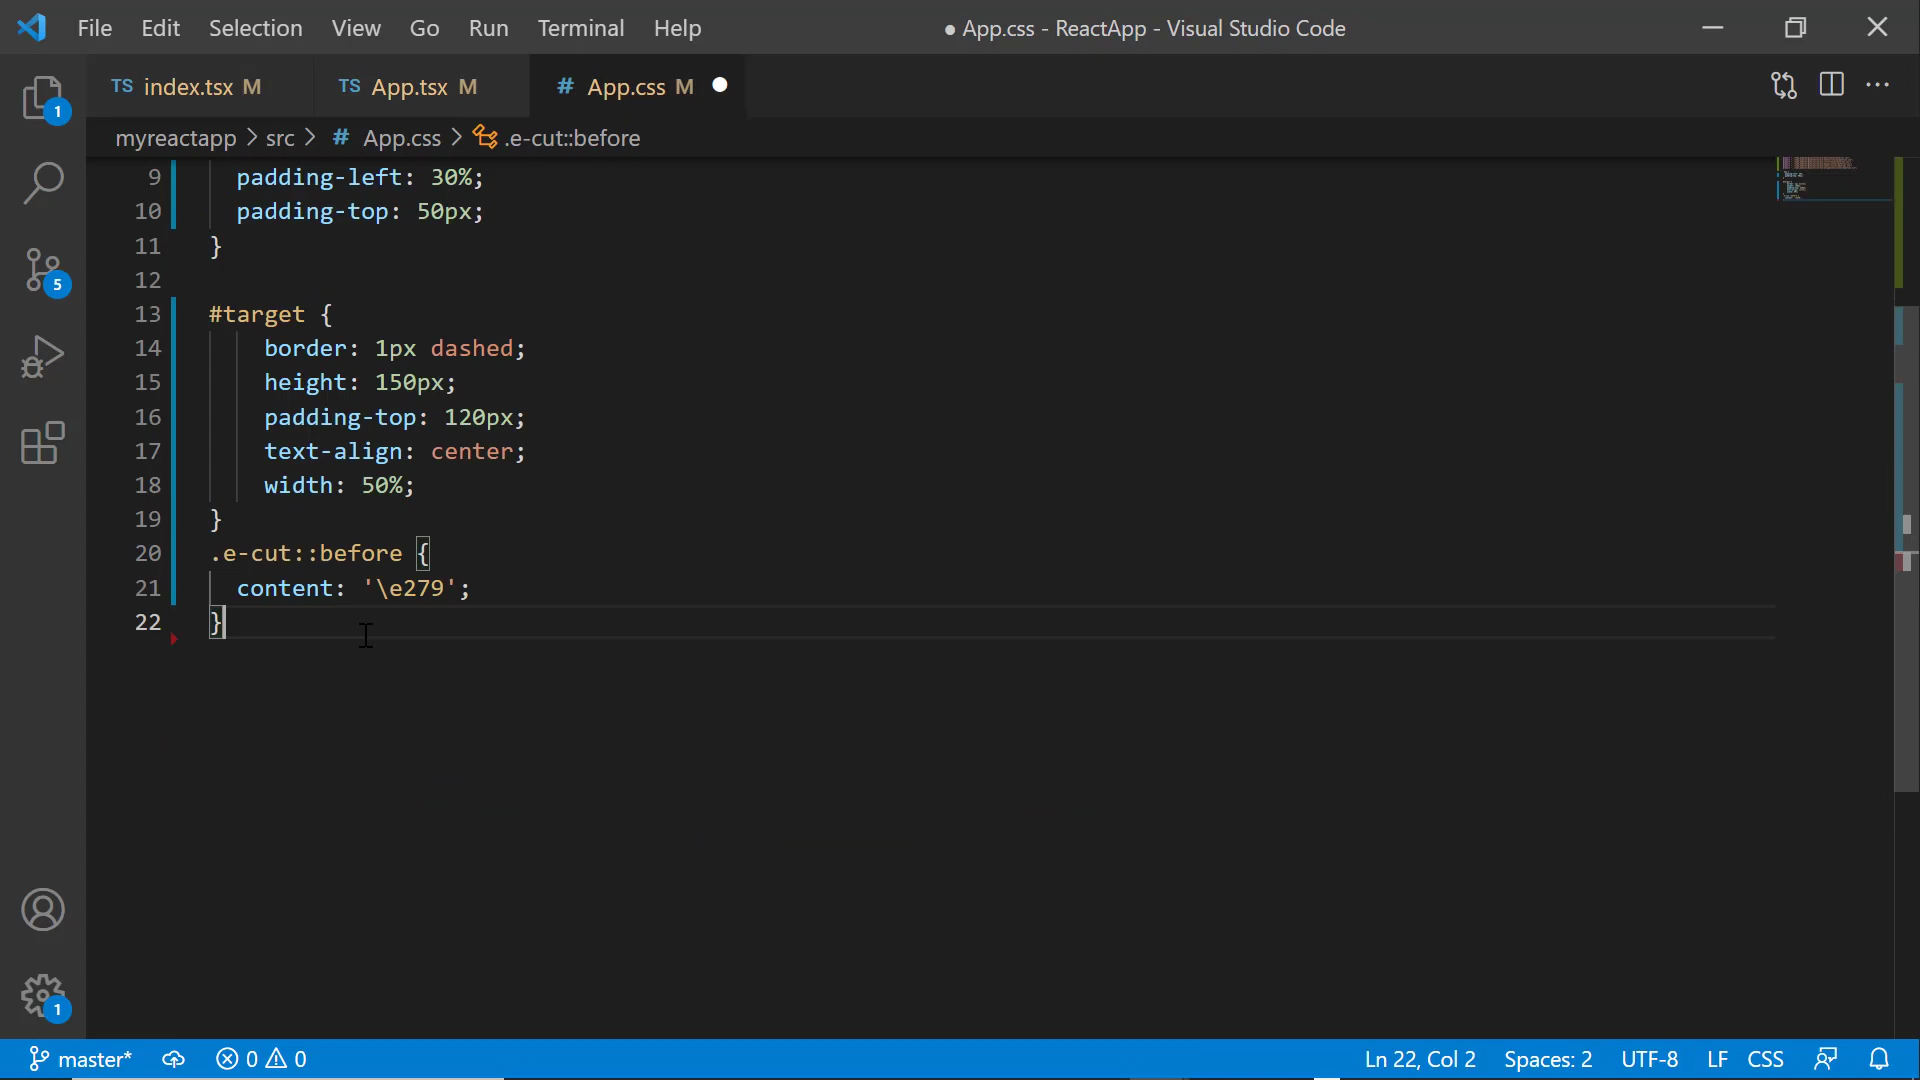 File Edit Selection View Go Run Terminal Help
● App.css - ReactApp - Visual Studio Code
TS index.tsx M
TS App.tsx M
# App.css M
myreactapp > src > # App.css > .e-cut::before
9 padding-left: 30%;
10 padding-top: 50px;
11 }
12
13 #target {
14 border: 1px dashed;
15 height: 150px;
16 padding-top: 120px;
17 text-align: center;
18 width: 50%;
19 }
20 .e-cut::before {
21 content: '\e279';
22 }
1
5
1
master* 0 0 Ln 22, Col 2 Spaces: 2 UTF-8 LF CSS